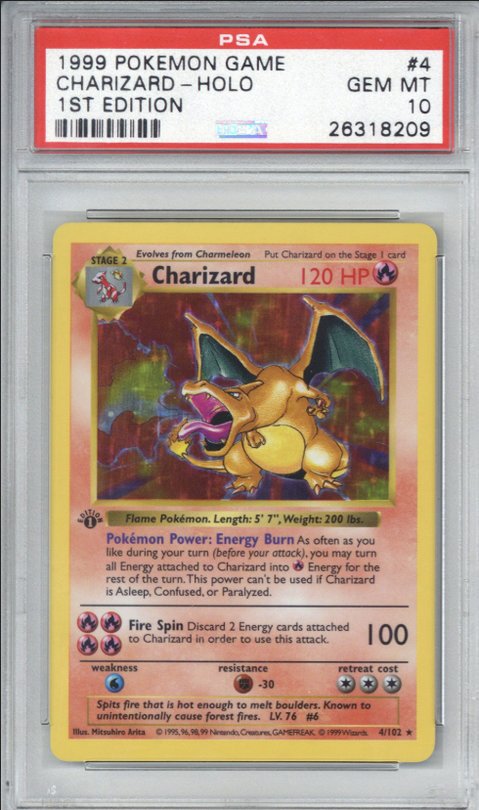 PSA
1999 POKEMON GAME #4
CHARIZARD – HOLO GEM MT
1ST EDITION 10
26318209
STAGE 2
Evolves from Charmeleon Put Charizard on the Stage 1 card
Charizard 120 HP
EDITION
1
Flame Pokémon. Length: 5' 7", Weight: 200 lbs.
Pokémon Power: Energy Burn As often as you
like during your turn (before your attack), you may turn
all Energy attached to Charizard into Energy for the
rest of the turn. This power can't be used if Charizard
is Asleep, Confused, or Paralyzed.
Fire Spin Discard 2 Energy cards attached
to Charizard in order to use this attack. 100
weakness resistance retreat cost
-30
Spits fire that is hot enough to melt boulders. Known to
unintentionally cause forest fires. LV. 76 #6
Illus. Mitsuhiro Arita © 1995, 96, 98, 99 Nintendo, Creatures, GAMEFREAK. © 1999 Wizards. 4/102 ★